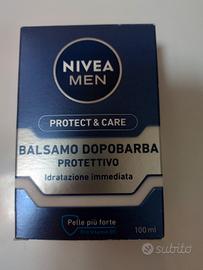 NIVEA
MEN
PROTECT & CARE
BALSAMO DOPOBARBA
PROTETTIVO
Idratazione immediata
Pelle più forte
100 ml
subito